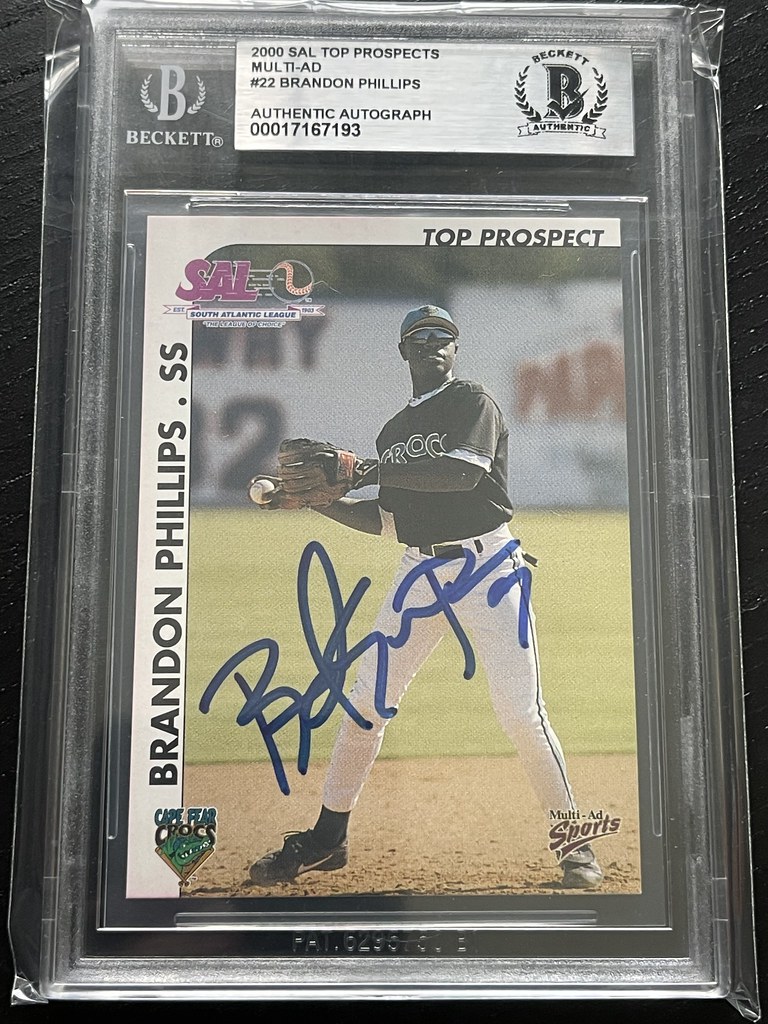 2000 SAL TOP PROSPECTS
MULTI-AD
#22 BRANDON PHILLIPS
AUTHENTIC AUTOGRAPH
00017167193
B
BECKETT®
BECKETT
B
AUTHENTIC
TOP PROSPECT
SAL
EST. SOUTH ATLANTIC LEAGUE 1903
"THE LEAGUE OF CHOICE"
BRANDON PHILLIPS . SS
CROCS
CAPE FEAR
CROCS
Multi-Ad
Sports